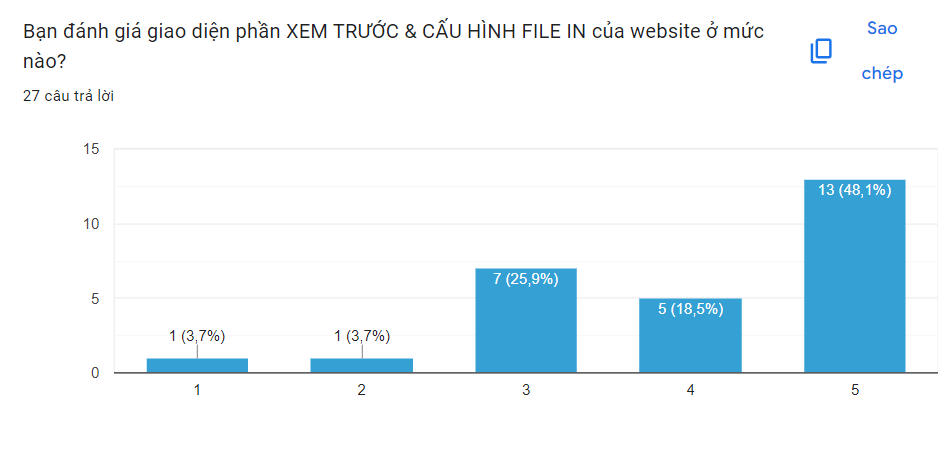 Bạn đánh giá giao diện phần XEM TRƯỚC & CẤU HÌNH FILE IN của website ở mức
nào?
Sao
chép
27 câu trả lời
15
10
5
0
1 (3,7%)
1 (3,7%)
7 (25,9%)
5 (18,5%)
13 (48,1%)
1
2
3
4
5